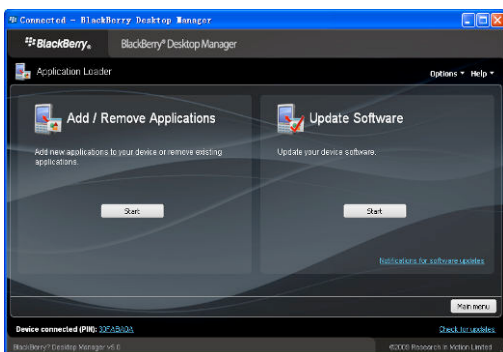 Connected - BlackBerry Desktop Manager
BlackBerry® BlackBerry® Desktop Manager
Application Loader
Options Help
Add / Remove Applications
Add new applications to your device or remove existing
applications.
Start
Update Software
Update your device software.
Start
Notifications for software updates
Main menu
Device connected (PIN):
Check for updates
BlackBerry® Desktop Manager
Research In Motion Limited